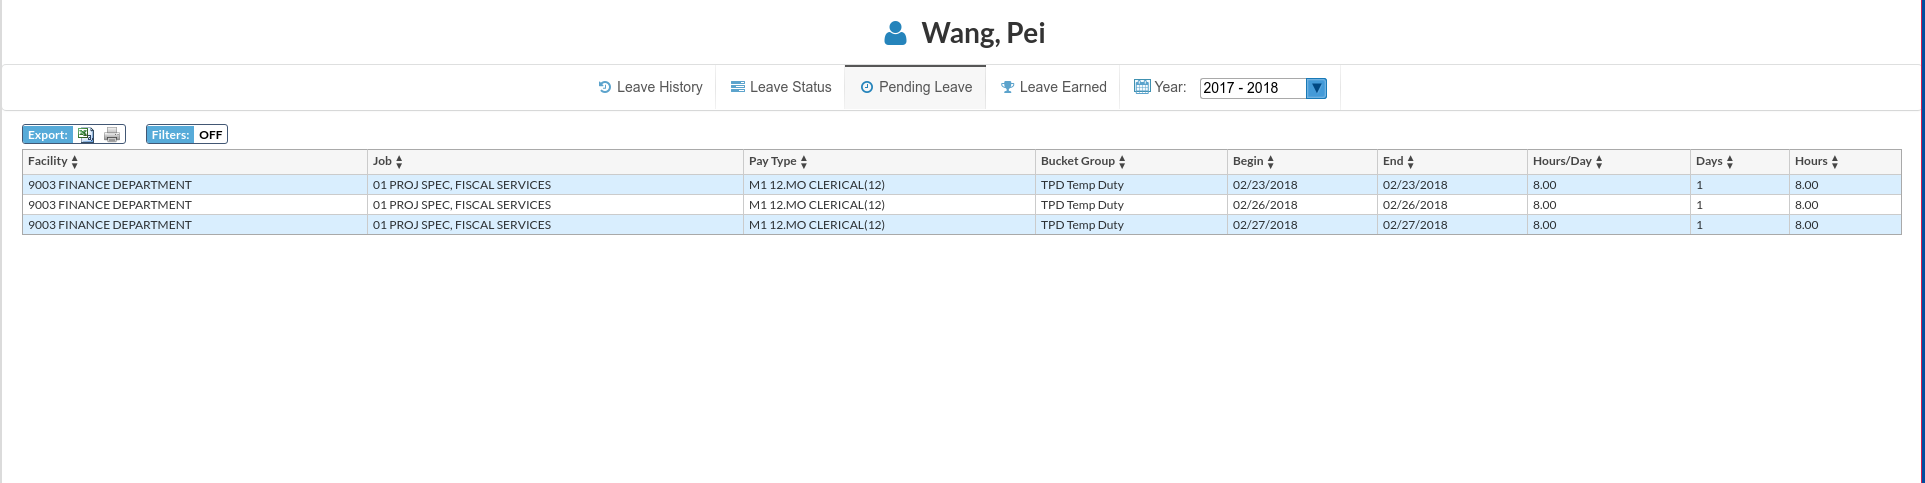 Wang, Pei
Leave History Leave Status Pending Leave Leave Earned Year: 2017 - 2018
Export: Filters: OFF
Facility Job Pay Type Bucket Group Begin End Hours/Day Days Hours
9003 FINANCE DEPARTMENT 01 PROJ SPEC, FISCAL SERVICES M1 12.MO CLERICAL(12) TPD Temp Duty 02/23/2018 02/23/2018 8.00 1 8.00
9003 FINANCE DEPARTMENT 01 PROJ SPEC, FISCAL SERVICES M1 12.MO CLERICAL(12) TPD Temp Duty 02/26/2018 02/26/2018 8.00 1 8.00
9003 FINANCE DEPARTMENT 01 PROJ SPEC, FISCAL SERVICES M1 12.MO CLERICAL(12) TPD Temp Duty 02/27/2018 02/27/2018 8.00 1 8.00